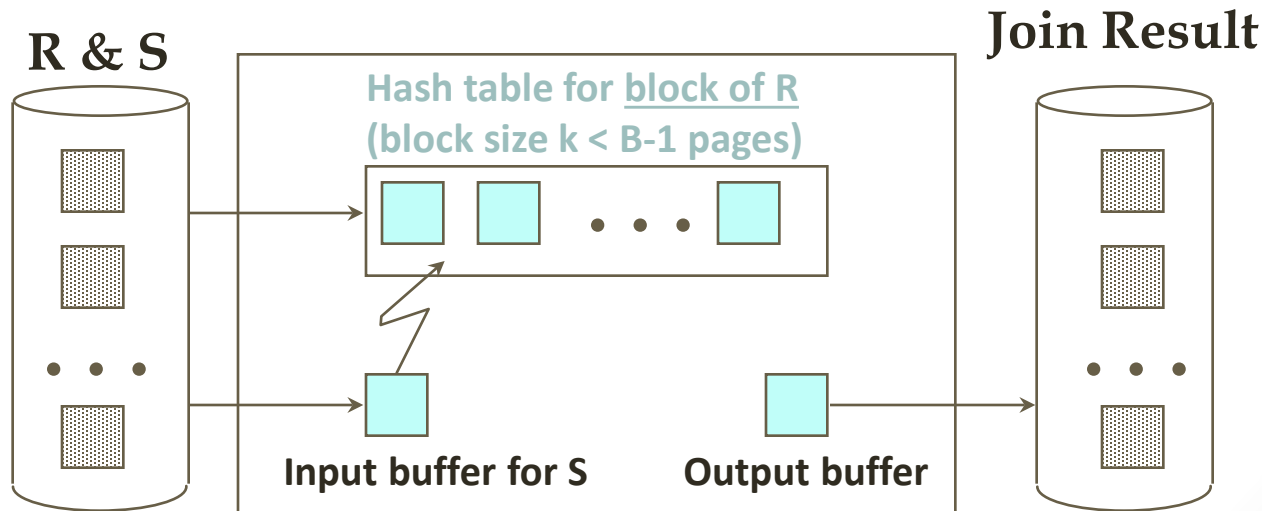 R & S
Join Result
Hash table for block of R
(block size k < B-1 pages)
• • •
• • •
• • •
Input buffer for S
Output buffer